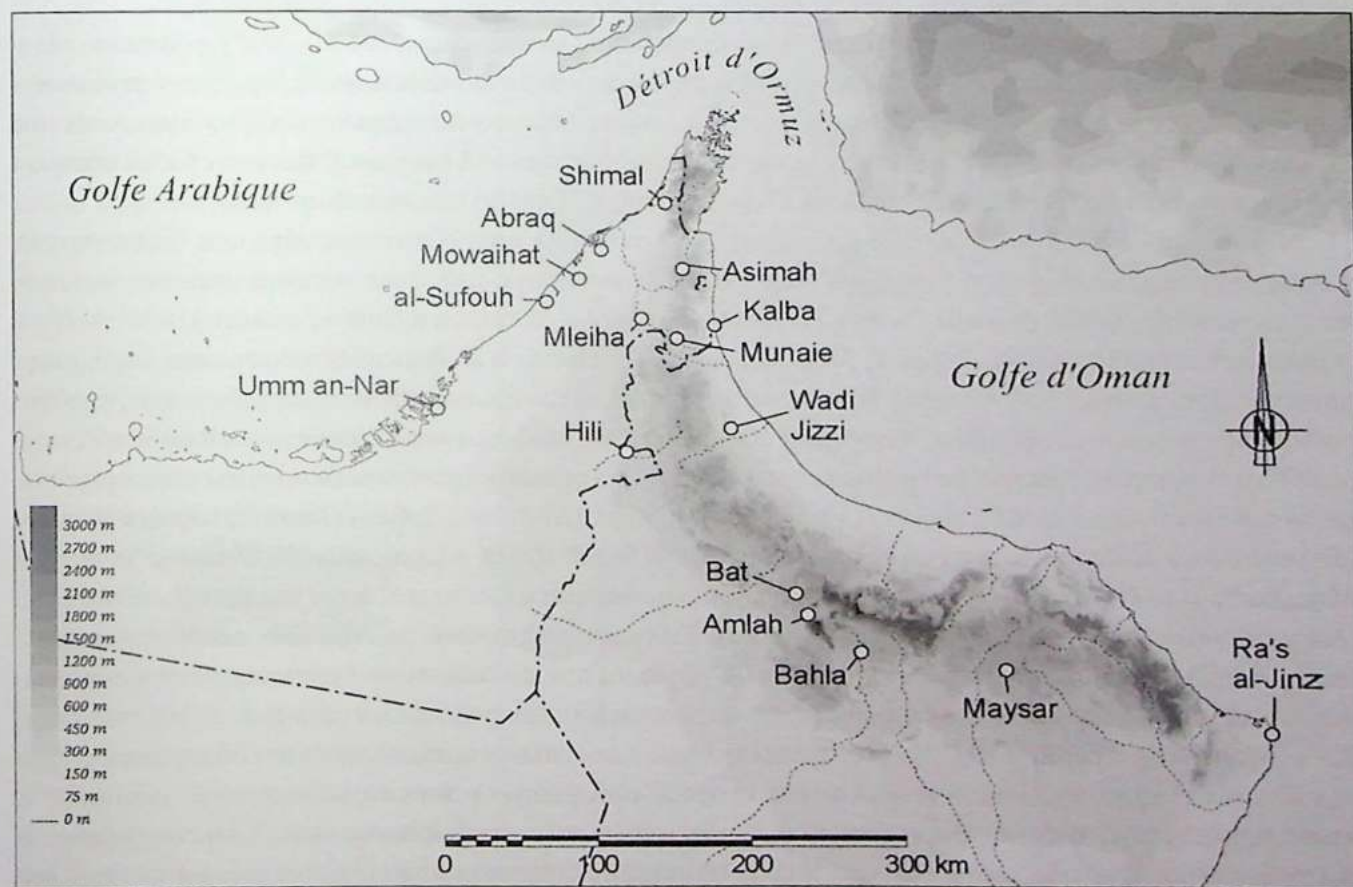 Détroit d'Ormuz
Golfe Arabique
Shimal
Abraq
Mowaihat
al-Sufouh
Asimah
Kalba
Mleiha
Munaie
Golfe d'Oman
Umm an-Nar
Wadi
Jizzi
Hili
N
3000 m
2700 m
2400 m
2100 m
1800 m
1500 m
1200 m
900 m
600 m
450 m
300 m
150 m
75 m
0 m
Bat
Amlah
Bahla
Maysar
Ra's
al-Jinz
0 100 200 300 km